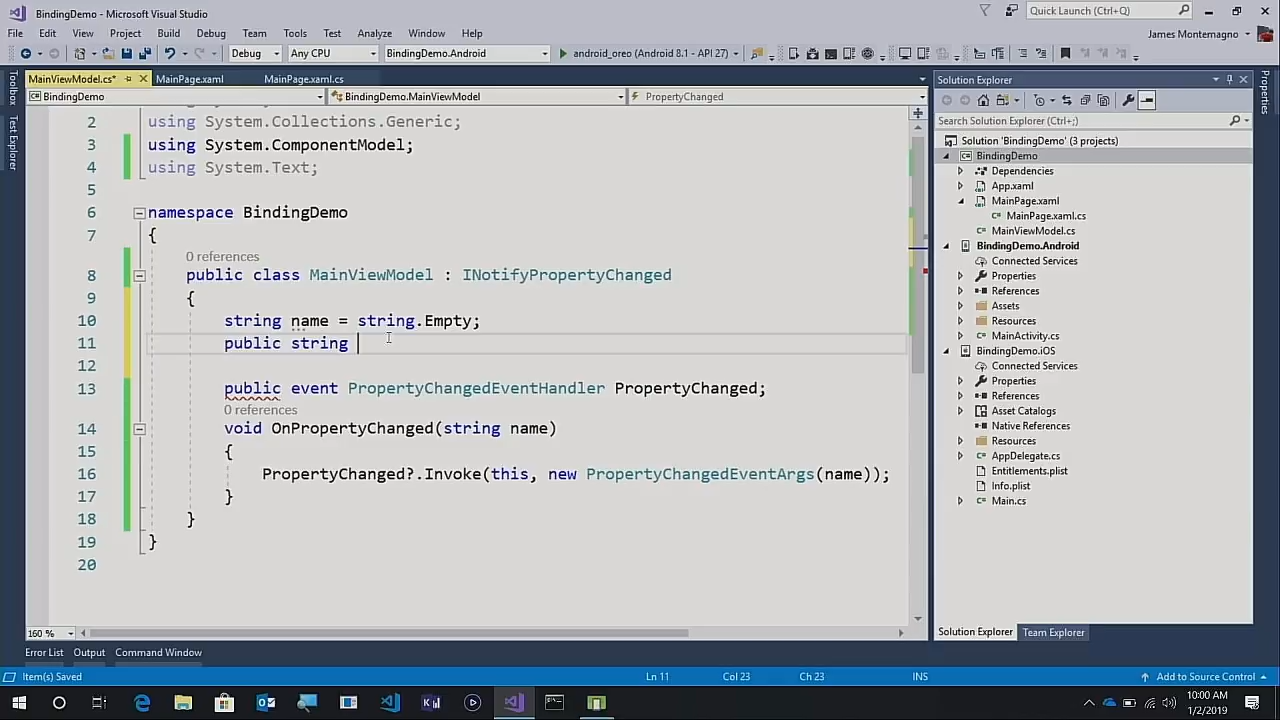 BindingDemo - Microsoft Visual Studio
Quick Launch (Ctrl+Q)
File Edit View Project Build Debug Team Tools Test Analyze Window Help
James Montemagno
Debug Any CPU BindingDemo.Android android_oreo (Android 8.1 - API 27)
MainViewModel.cs* MainPage.xaml MainPage.xaml.cs
BindingDemo BindingDemo.MainViewModel PropertyChanged
Toolbox
Test Explorer
2 using System.Collections.Generic;
3 using System.ComponentModel;
4 using System.Text;
5
6 namespace BindingDemo
7 {
0 references
8 public class MainViewModel : INotifyPropertyChanged
9 {
10 string name = string.Empty;
11 public string
12
13 public event PropertyChangedEventHandler PropertyChanged;
0 references
14 void OnPropertyChanged(string name)
15 {
16 PropertyChanged?.Invoke(this, new PropertyChangedEventArgs(name));
17 }
18 }
19 }
20
160 %
Solution Explorer
Search Solution Explorer (Ctrl+;)
Solution 'BindingDemo' (3 projects)
BindingDemo
Dependencies
App.xaml
MainPage.xaml
MainPage.xaml.cs
MainViewModel.cs
BindingDemo.Android
Connected Services
Properties
References
Assets
Resources
MainActivity.cs
BindingDemo.iOS
Connected Services
Properties
References
Asset Catalogs
Native References
Resources
AppDelegate.cs
Entitlements.plist
Info.plist
Main.cs
Solution Explorer Team Explorer
Properties
Error List Output Command Window
Item(s) Saved Ln 11 Col 23 Ch 23 INS Add to Source Control
10:00 AM
1/2/2019